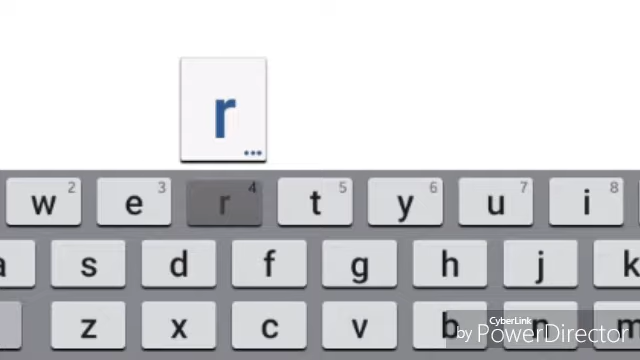 r
...
w 2 e 3 r 4 t 5 y 6 u 7 i 8
a s d f g h j k
z x c v b n m
CyberLink
by PowerDirector